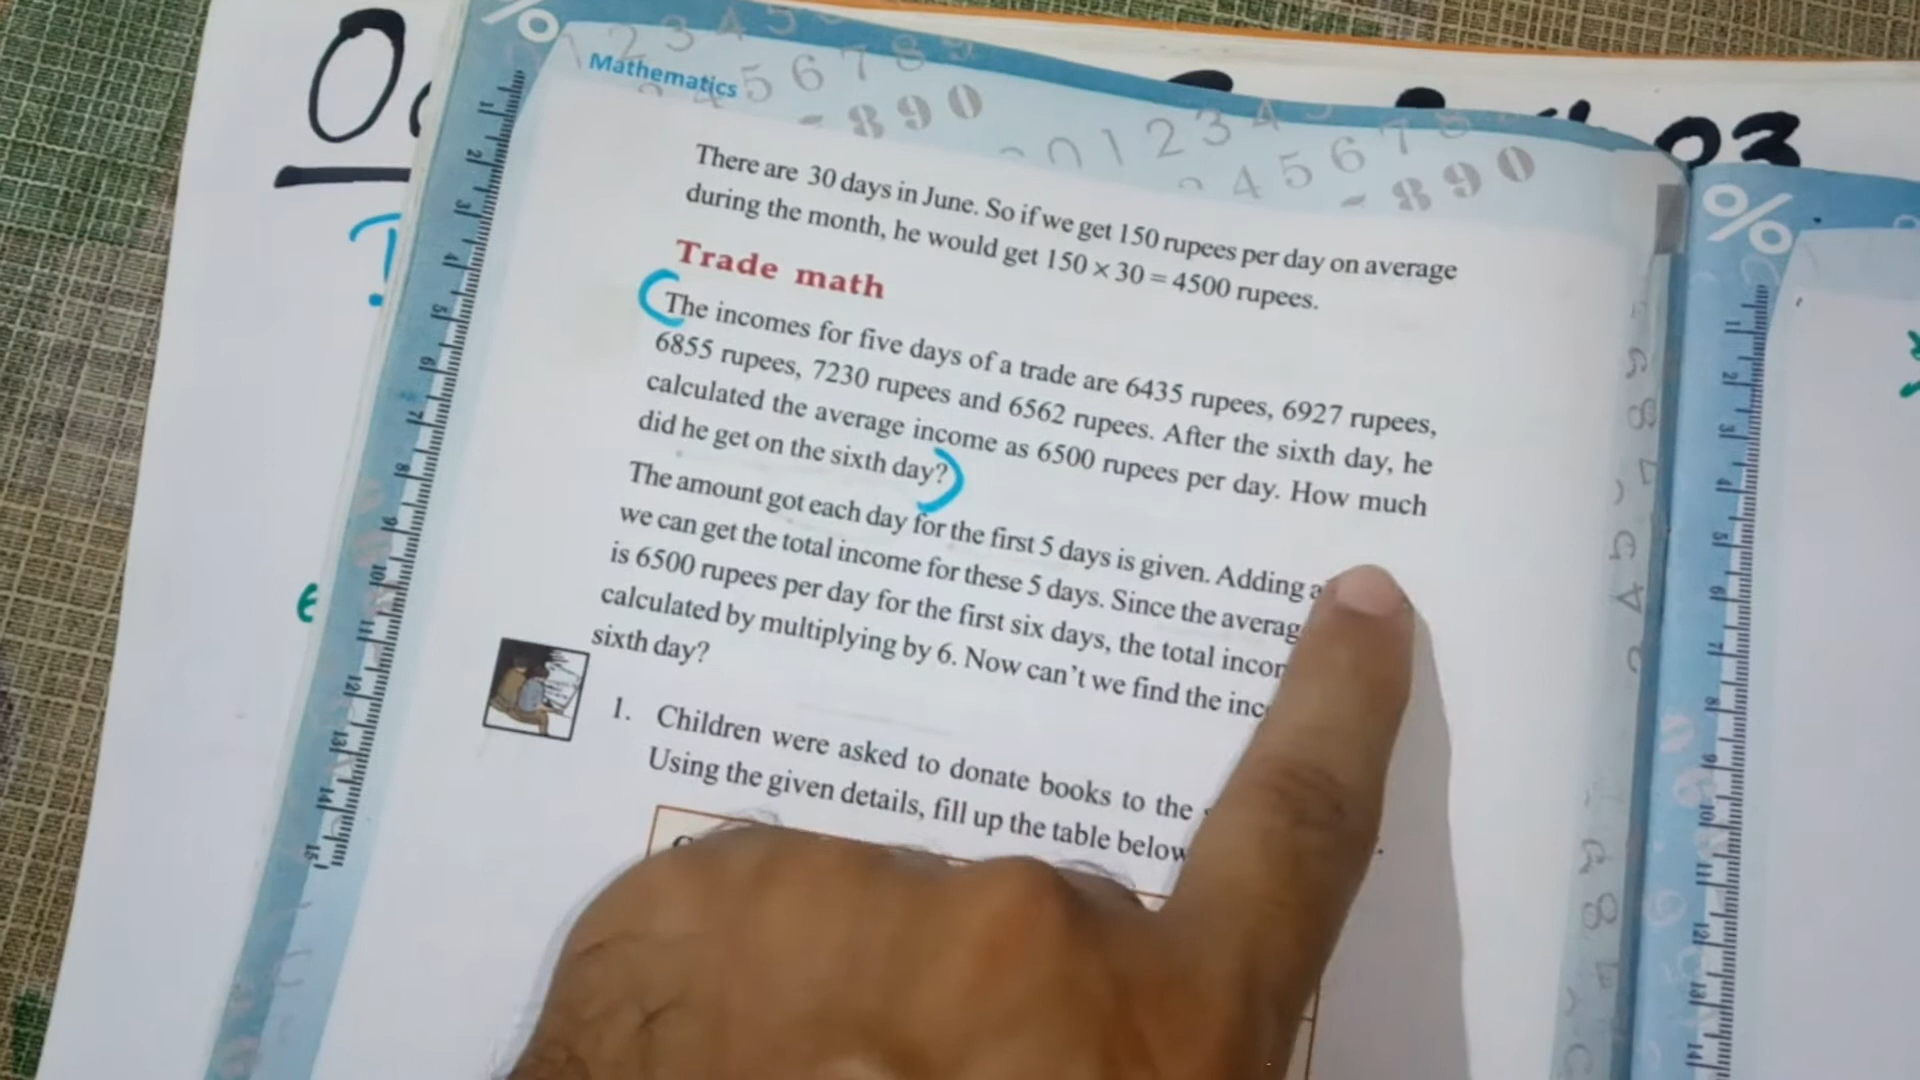 Mathematics
There are 30 days in June. So if we get 150 rupees per day on average
during the month, he would get 150 × 30 = 4500 rupees.
Trade math
The incomes for five days of a trade are 6435 rupees, 6927 rupees,
6855 rupees, 7230 rupees and 6562 rupees. After the sixth day, he
calculated the average income as 6500 rupees per day. How much
did he get on the sixth day?
The amount got each day for the first 5 days is given. Adding
we can get the total income for these 5 days. Since the
is 6500 rupees per day for the first six days, the total
calculated by multiplying by 6. Now can't we find the
sixth day?
1. Children were asked to donate books to the
Using the given details, fill up the table below
03